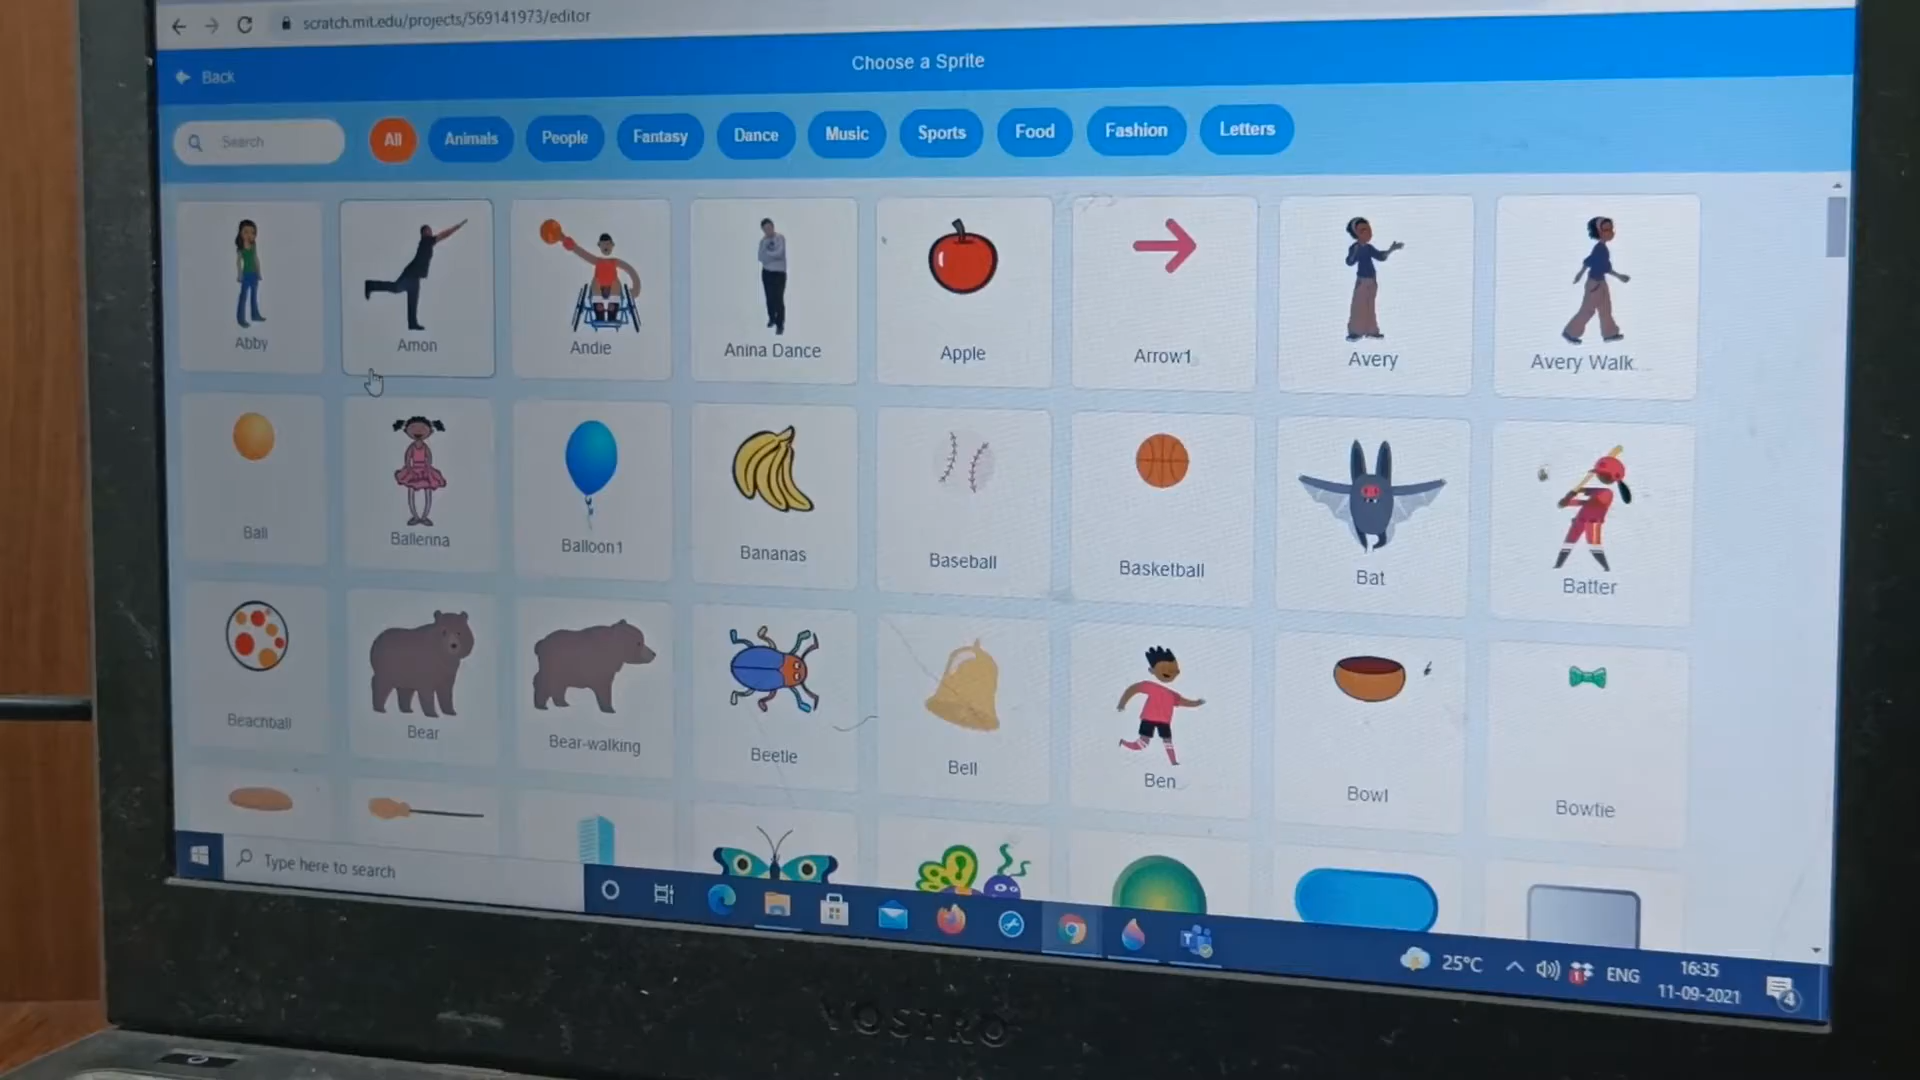 scratch.mit.edu/projects/569141973/editor
Back
Choose a Sprite
Search
All
Animals
People
Fantasy
Dance
Music
Sports
Food
Fashion
Letters
Abby
Amon
Andie
Anina Dance
Apple
Arrow1
Avery
Avery Walk...
Ball
Ballerina
Balloon1
Bananas
Baseball
Basketball
Bat
Batter
Beachball
Bear
Bear-walking
Beetle
Bell
Ben
Bowl
Bowtie
Type here to search
25°C
ENG
16:35
11-09-2021
4
VOSTRO